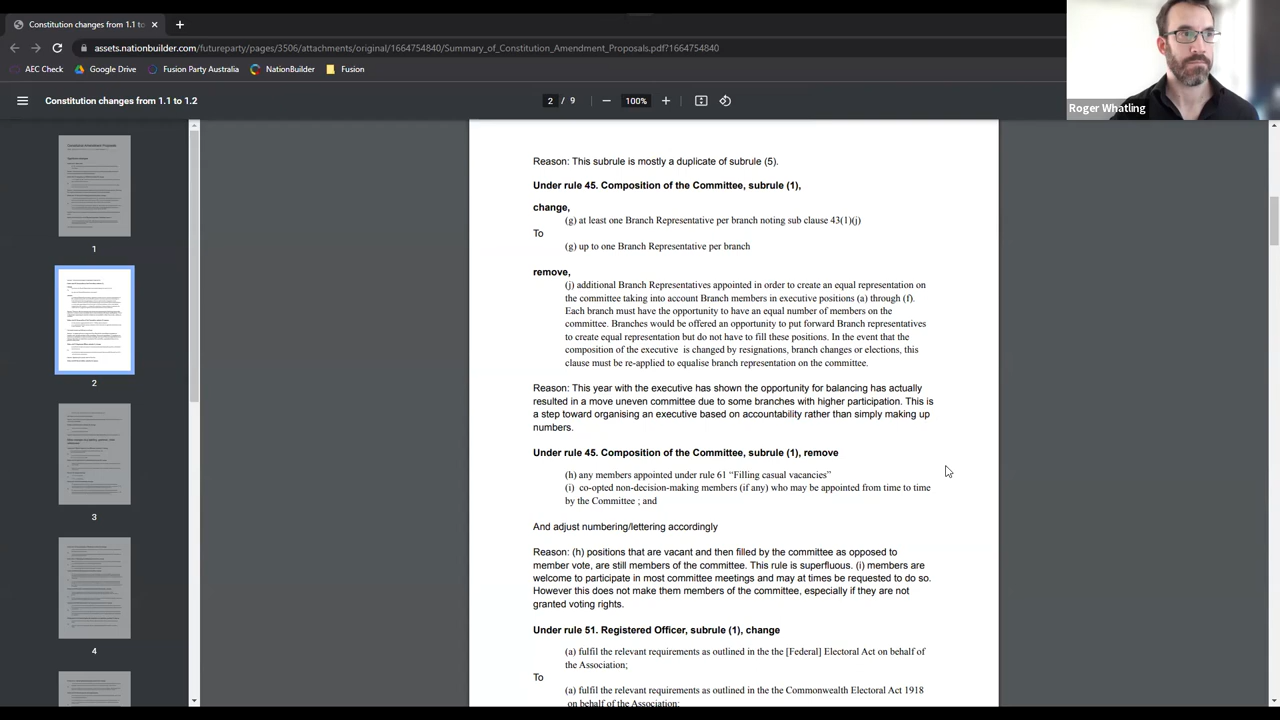 Constitution changes from 1.1 to
assets.nationbuilder.com/futureparty/pages/3506/attachments/original/1664754840/Summary_of_Constitution_Amendment_Proposals.pdf?1664754840
AEC Check Google Drive Fusion Party Australia NationBuilder Fusion
Roger Whatling
Constitution changes from 1.1 to 1.2
2 / 9
100%
1
2
3
4
Reason: This subrule is mostly a duplicate of subrule (5).
Under rule 45. Composition of the Committee, subrule (1),
change,
(g) at least one Branch Representative per branch noting sub clause 43(1)(j)
To
(g) up to one Branch Representative per branch
remove,
(j) additional Branch Representatives appointed in order to create an equal representation on
the committee taking into account Branch members in executive positions (a) through (f).
Each branch must have the opportunity to have an equal number of members on the
committee. Branches would be offered an opportunity to put forward Branch representatives
to create equal representation but do not have to fill these positions. In the event that the
composition of the executive is changed by resignations, branch changes or elections, this
clause must be re-applied to equalise branch representation on the committee.
Reason: This year with the executive has shown the opportunity for balancing has actually
resulted in a move uneven committee due to some branches with higher participation. This is
a step toward organising an executive based on accountability rather than simply making up
numbers.
Under rule 45. Composition of the Committee, subrule (1), remove
(h) any members appointed under rule 61 “Filling casual vacancies”
(i) co-opted non-decision-making members (if any) who may be appointed from time to time
by the Committee ; and
And adjust numbering/lettering accordingly
Reason: (h) positions that are vacant and then filled by the committee as opposed to
member vote, are still members of the committee. This rule is superfluous. (i) members are
welcome to participate in most committee meetings and may at times be requested to do so.
However this does not make them members of the committee, especially if they are not
granted voting rights.
Under rule 51. Registered Officer, subrule (1), change
(a) fulfil the relevant requirements as outlined in the the [Federal] Electoral Act on behalf of
the Association;
To
(a) fulfil the relevant requirements as outlined in the the Commonwealth Electoral Act 1918
on behalf of the Association;